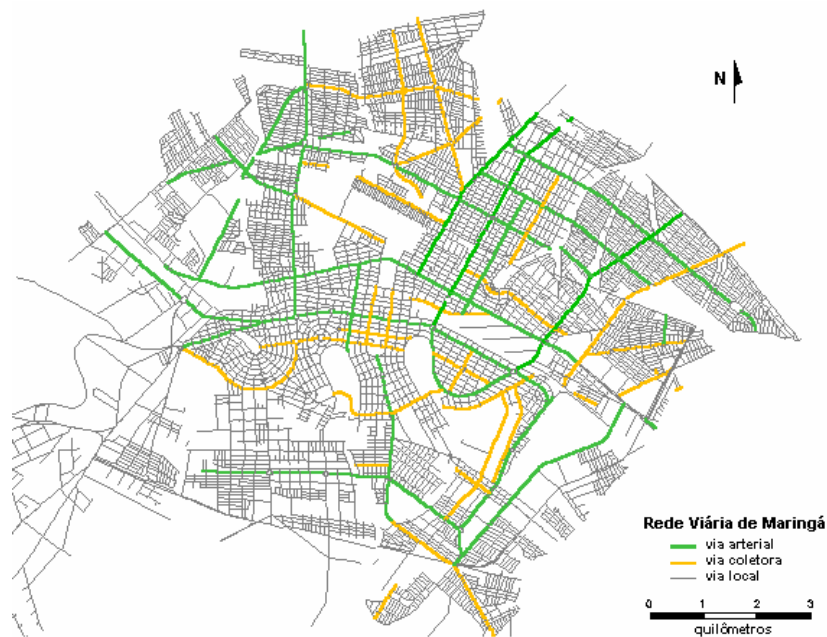 N
Rede Viária de Maringá
via arterial
via coletora
via local
0 1 2 3
quilômetros